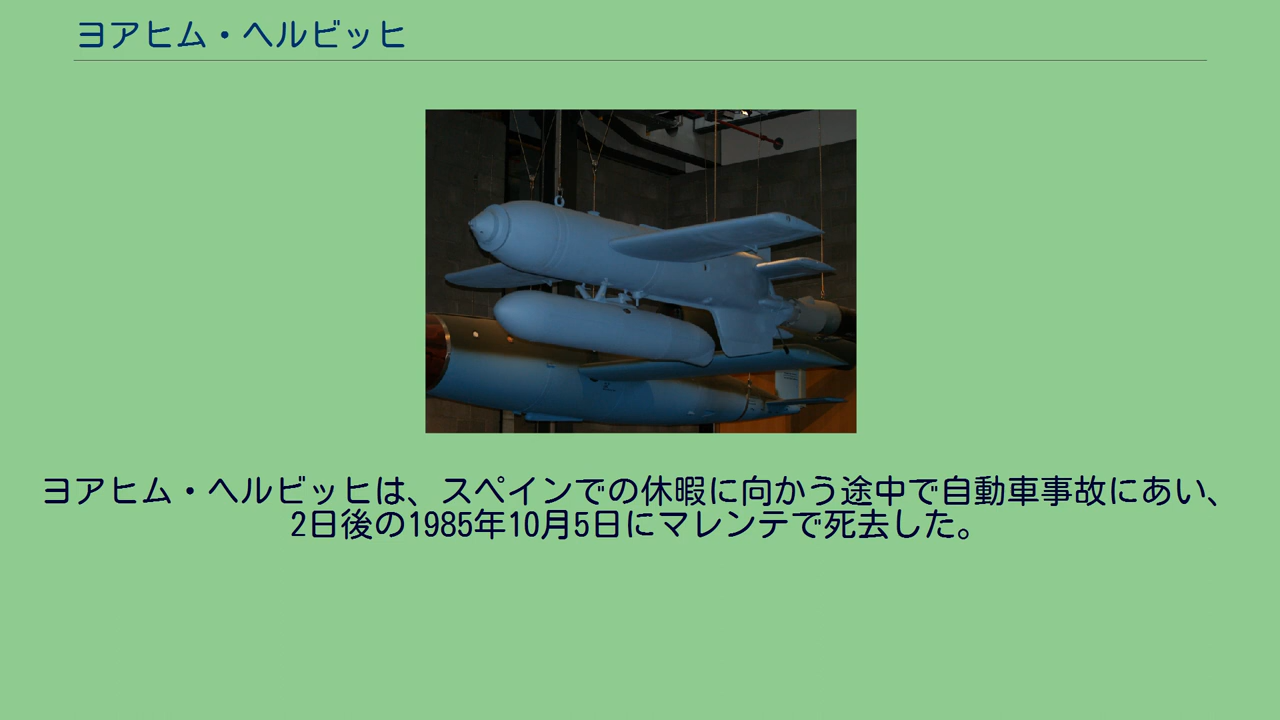 ヨアヒム・ヘルビッヒ
ヨアヒム・ヘルビッヒは、スペインでの休暇に向かう途中で自動車事故にあい、
2日後の1985年10月5日にマレンテで死去した。